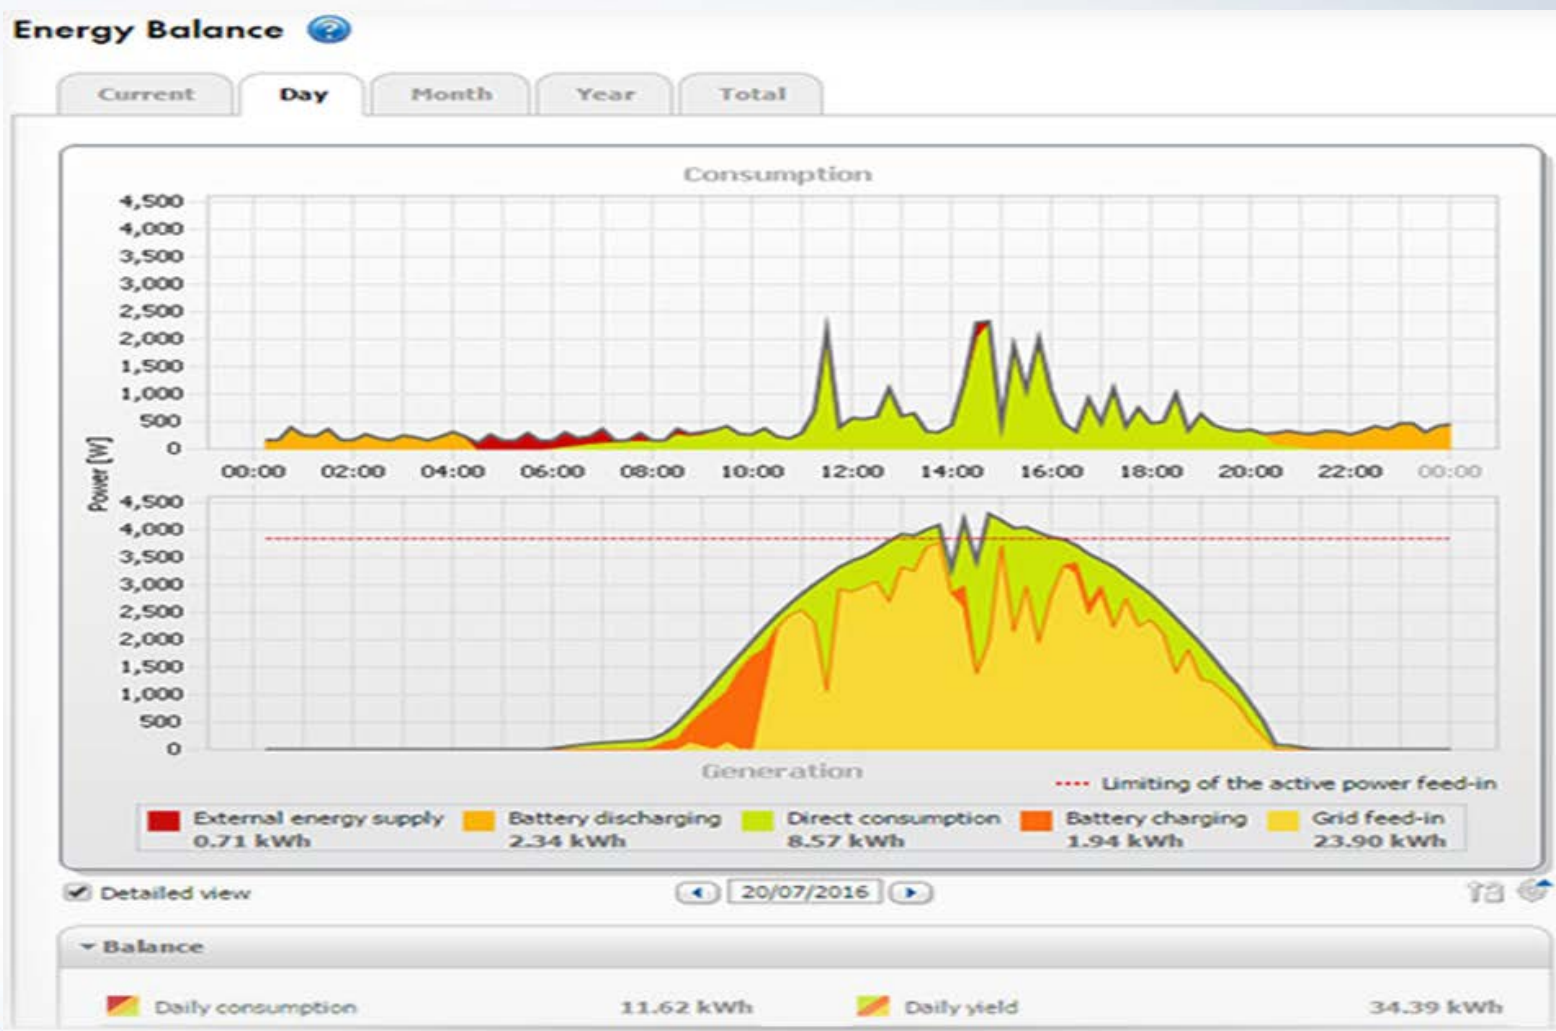 Energy Balance ?
Current Day Month Year Total
Consumption
4,500
4,000
3,500
3,000
2,500
2,000
1,500
1,000
500
0
00:00 02:00 04:00 06:00 08:00 10:00 12:00 14:00 16:00 18:00 20:00 22:00 00:00
Power [W]
4,500
4,000
3,500
3,000
2,500
2,000
1,500
1,000
500
0
Generation
Limiting of the active power feed-in
External energy supply Battery discharging Direct consumption Battery charging Grid feed-in
0.71 kWh 2.34 kWh 8.57 kWh 1.94 kWh 23.90 kWh
Detailed view 20/07/2016
Balance
Daily consumption 11.62 kWh Daily yield 34.39 kWh